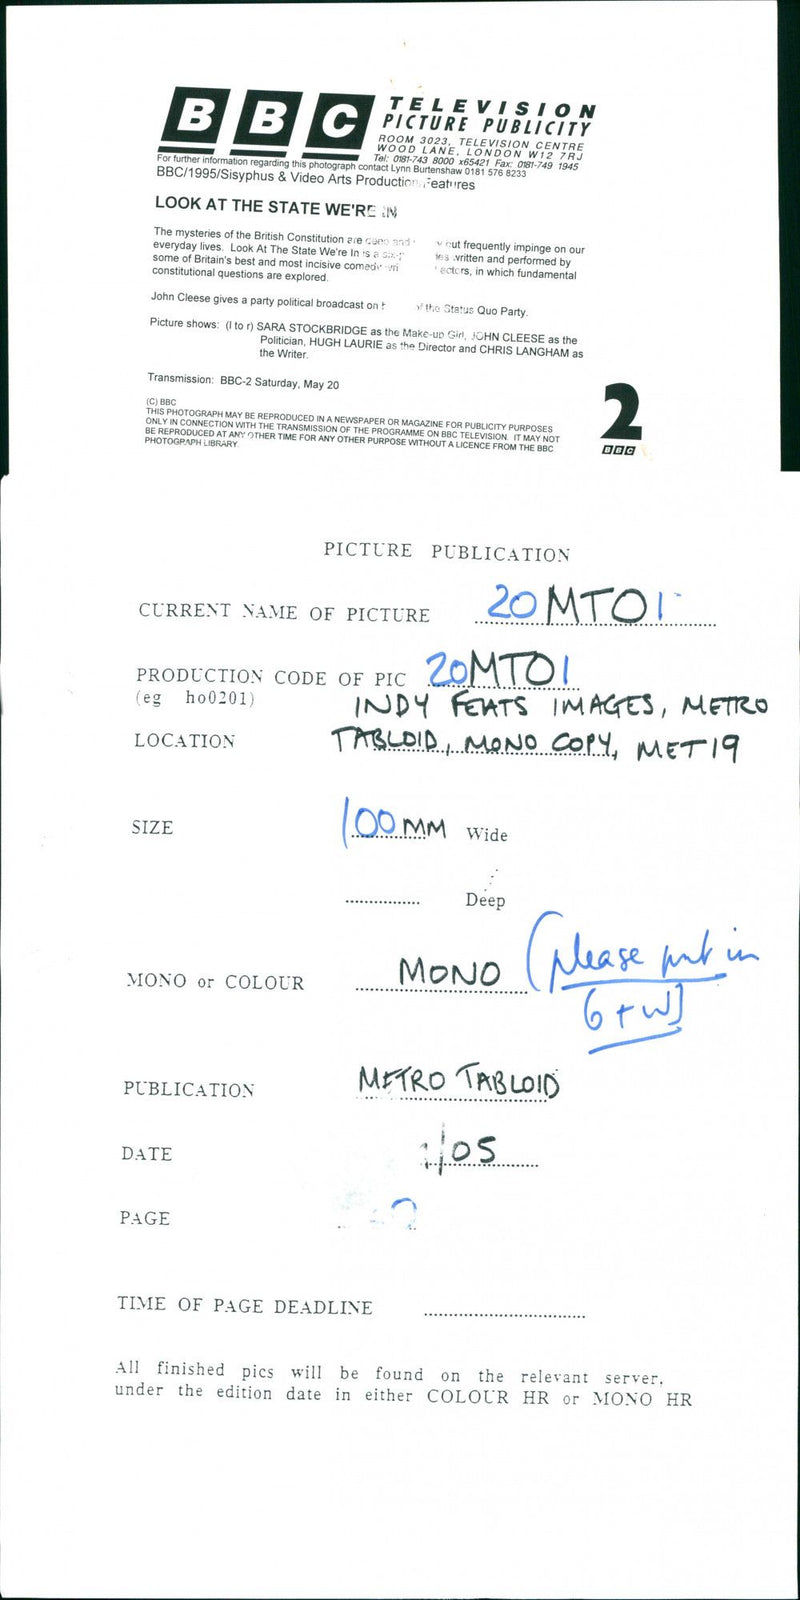 BBC TELEVISION
PICTURE PUBLICITY
ROOM 3023, TELEVISION CENTRE
WOOD LANE, LONDON W12 7RJ
Tel: 0181-743 8000 x65421 Fax: 0181-749 1945
For further information regarding this photograph contact Lynn Burtenshaw 0181 576 8233
BBC/1995/Sisyphus & Video Arts Production Features
LOOK AT THE STATE WE'RE IN
The mysteries of the British Constitution are and but frequently impinge on our
everyday lives. Look At The State We're In is a written and performed by
some of Britain's best and most incisive comedy in which fundamental
constitutional questions are explored.
John Cleese gives a party political broadcast on of the Status Quo Party.
Picture shows: (l to r) SARA STOCKBRIDGE as the Make-up Girl, JOHN CLEESE as the
Politician, HUGH LAURIE as the Director and CHRIS LANGHAM as
the Writer.
Transmission: BBC-2 Saturday, May 20
(C) BBC
THIS PHOTOGRAPH MAY BE REPRODUCED IN A NEWSPAPER OR MAGAZINE FOR PUBLICITY PURPOSES
ONLY IN CONNECTION WITH THE TRANSMISSION OF THE PROGRAMME ON BBC TELEVISION. IT MAY NOT
BE REPRODUCED AT ANY OTHER TIME FOR ANY OTHER PURPOSE WITHOUT A LICENCE FROM THE BBC
PHOTOGRAPH LIBRARY.
2
BBC
PICTURE PUBLICATION
CURRENT NAME OF PICTURE 20MTO1
PRODUCTION CODE OF PIC 20MTO1
(eg ho0201) INDY FEATS IMAGES, METRO
LOCATION TABLOID, MONO COPY, MET19
SIZE 100MM Wide
Deep
MONO or COLOUR MONO (please put in
G+W)
PUBLICATION METRO TABLOID
DATE /05
PAGE
TIME OF PAGE DEADLINE
All finished pics will be found on the relevant server,
under the edition date in either COLOUR HR or MONO HR